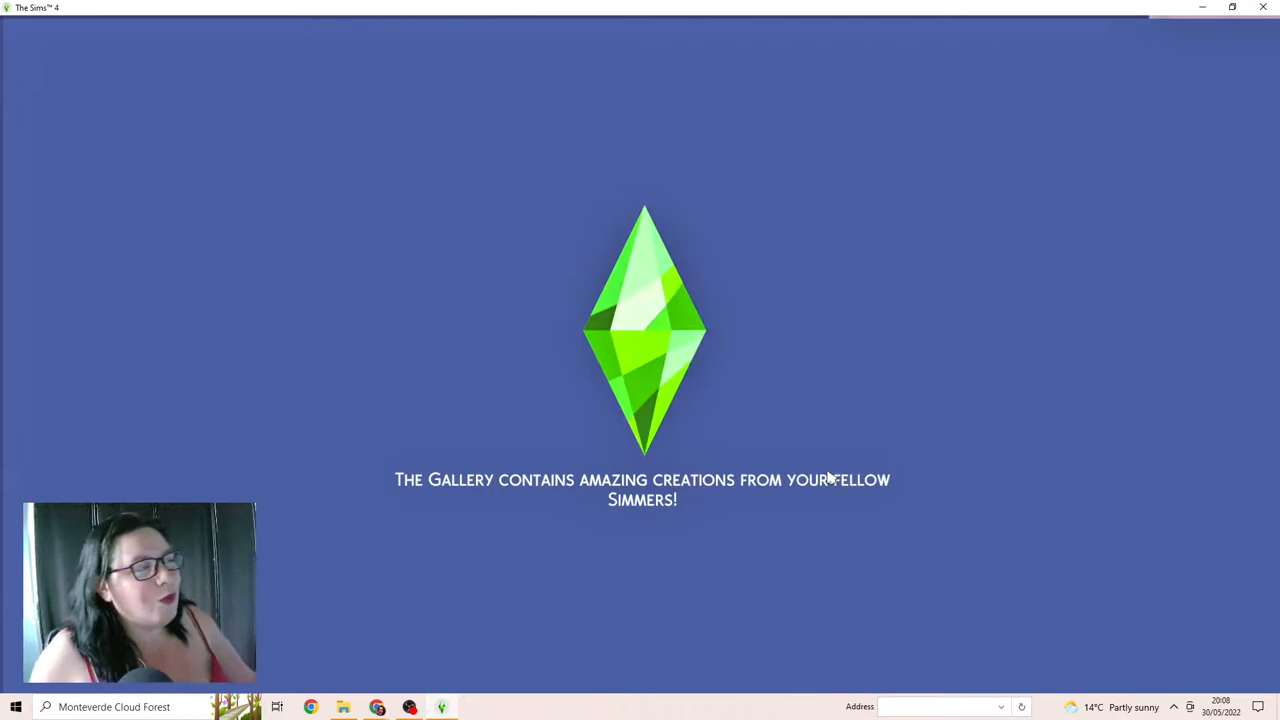 The Sims™ 4
The Gallery contains amazing creations from your fellow
Simmers!
Monteverde Cloud Forest
Address
14°C Partly sunny
20:08
30/05/2022